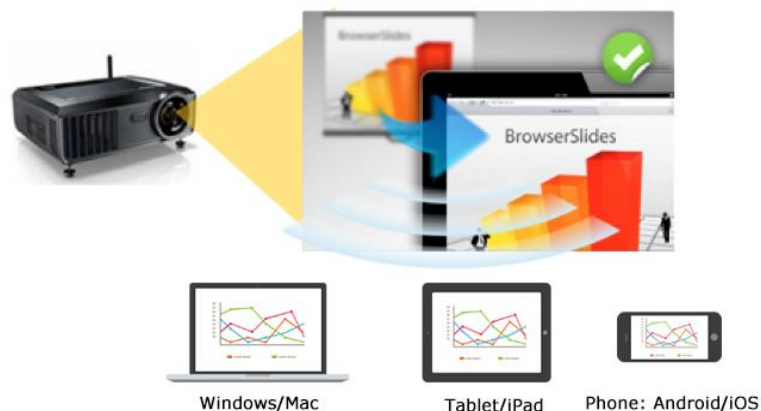 BrowserSlides
BrowserSlides
Windows/Mac
Tablet/iPad
Phone: Android/iOS